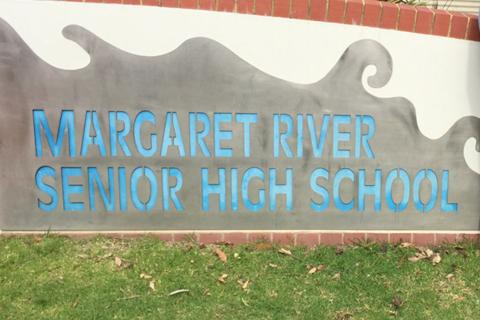 MARGARET RIVER
SENIOR HIGH SCHOOL